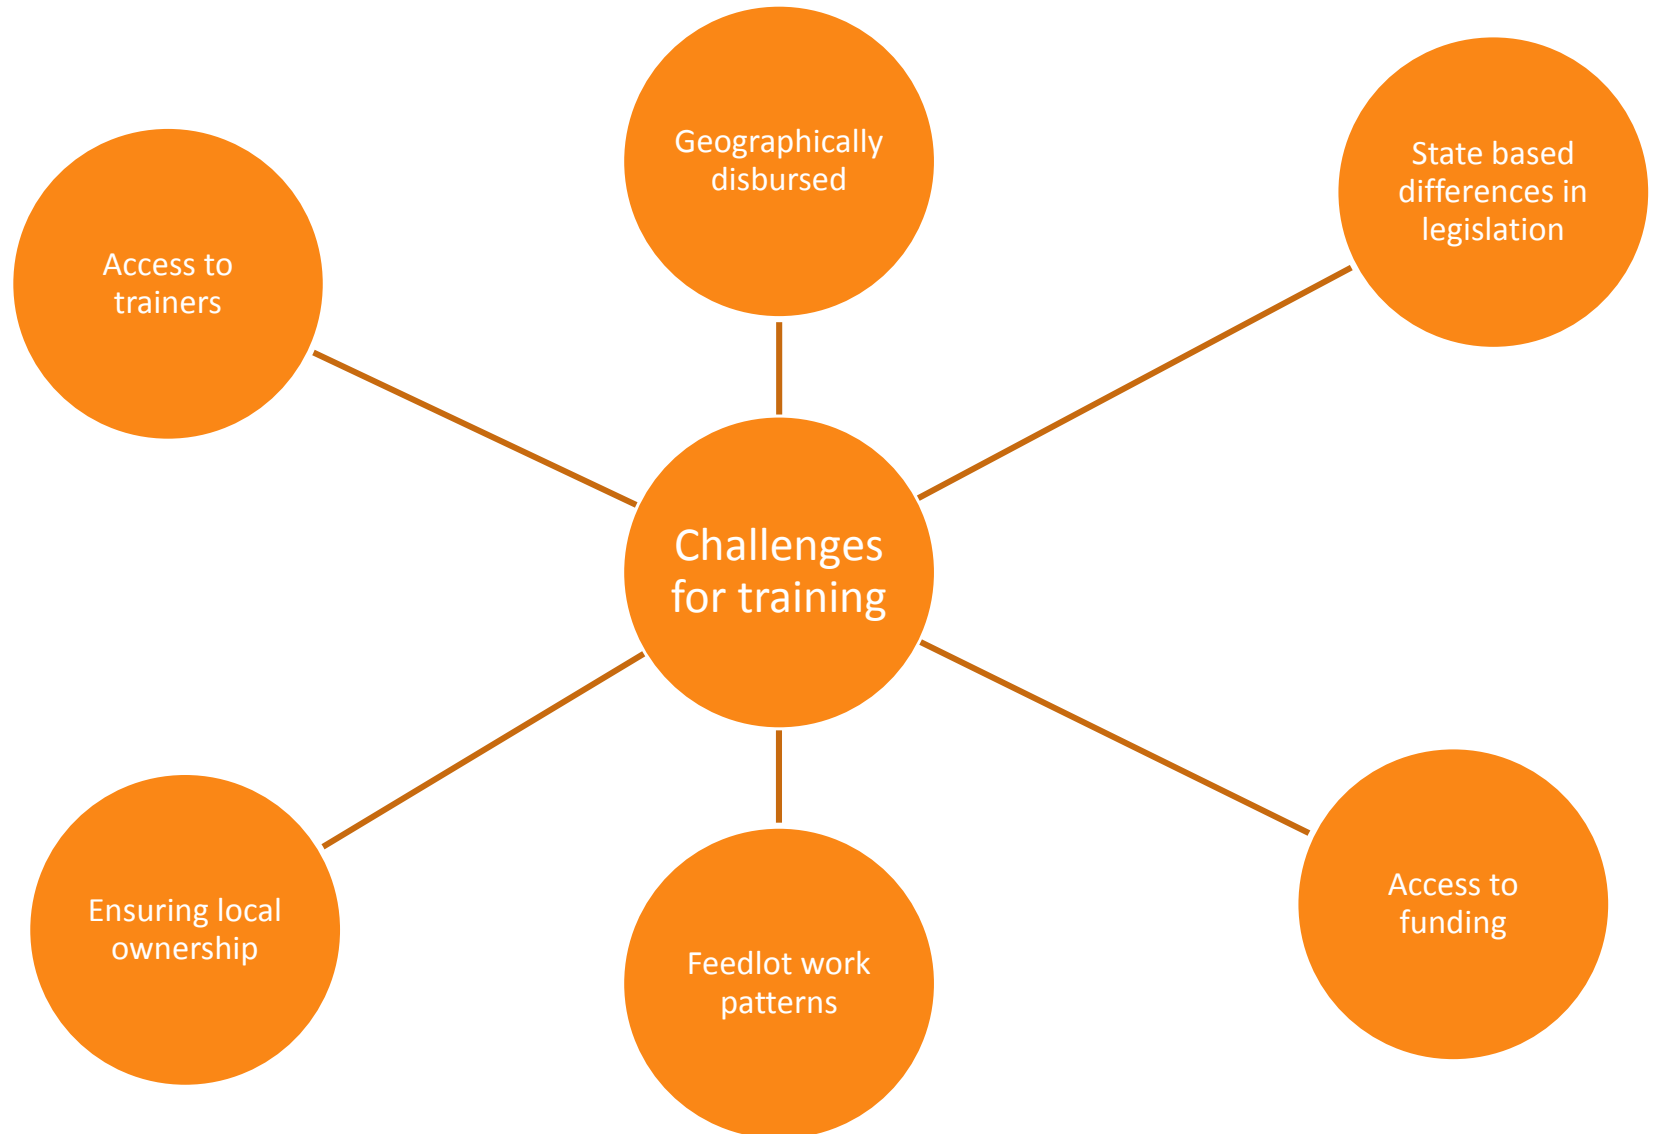 Geographically
disbursed
State based
differences in
legislation
Access to
trainers
Challenges
for training
Access to
funding
Ensuring local
ownership
Feedlot work
patterns